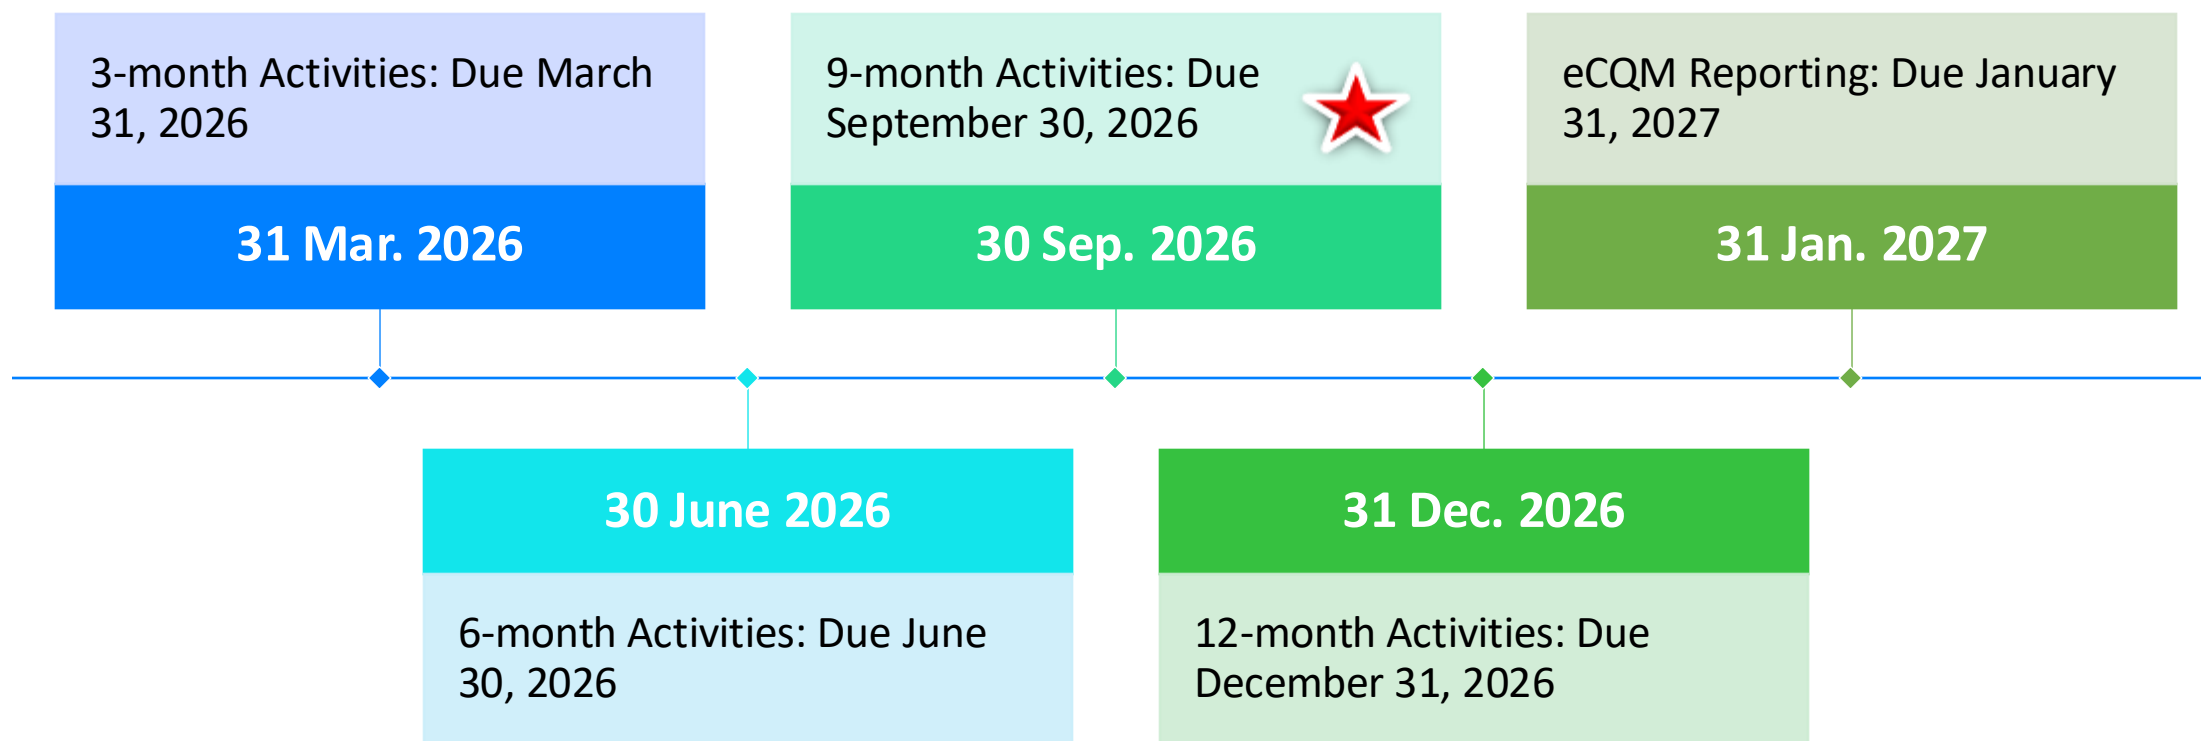 3-month Activities: Due March
31, 2026
31 Mar. 2026
30 June 2026
6-month Activities: Due June
30, 2026
9-month Activities: Due
September 30, 2026
30 Sep. 2026
31 Dec. 2026
12-month Activities: Due
December 31, 2026
eCQM Reporting: Due January
31, 2027
31 Jan. 2027